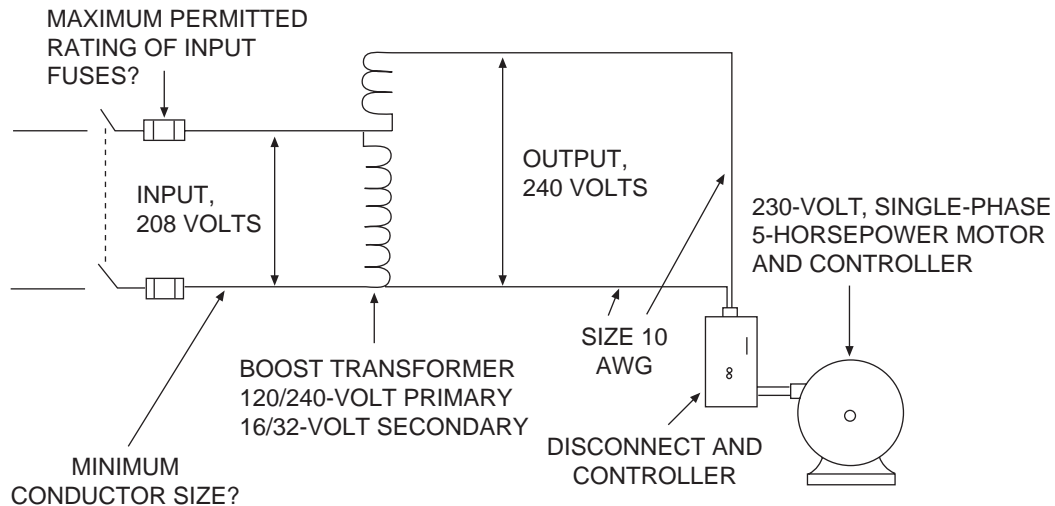 MAXIMUM PERMITTED
RATING OF INPUT
FUSES?
INPUT,
208 VOLTS
OUTPUT,
240 VOLTS
230-VOLT, SINGLE-PHASE
5-HORSEPOWER MOTOR
AND CONTROLLER
SIZE 10
AWG
BOOST TRANSFORMER
120/240-VOLT PRIMARY
16/32-VOLT SECONDARY
DISCONNECT AND
CONTROLLER
MINIMUM
CONDUCTOR SIZE?